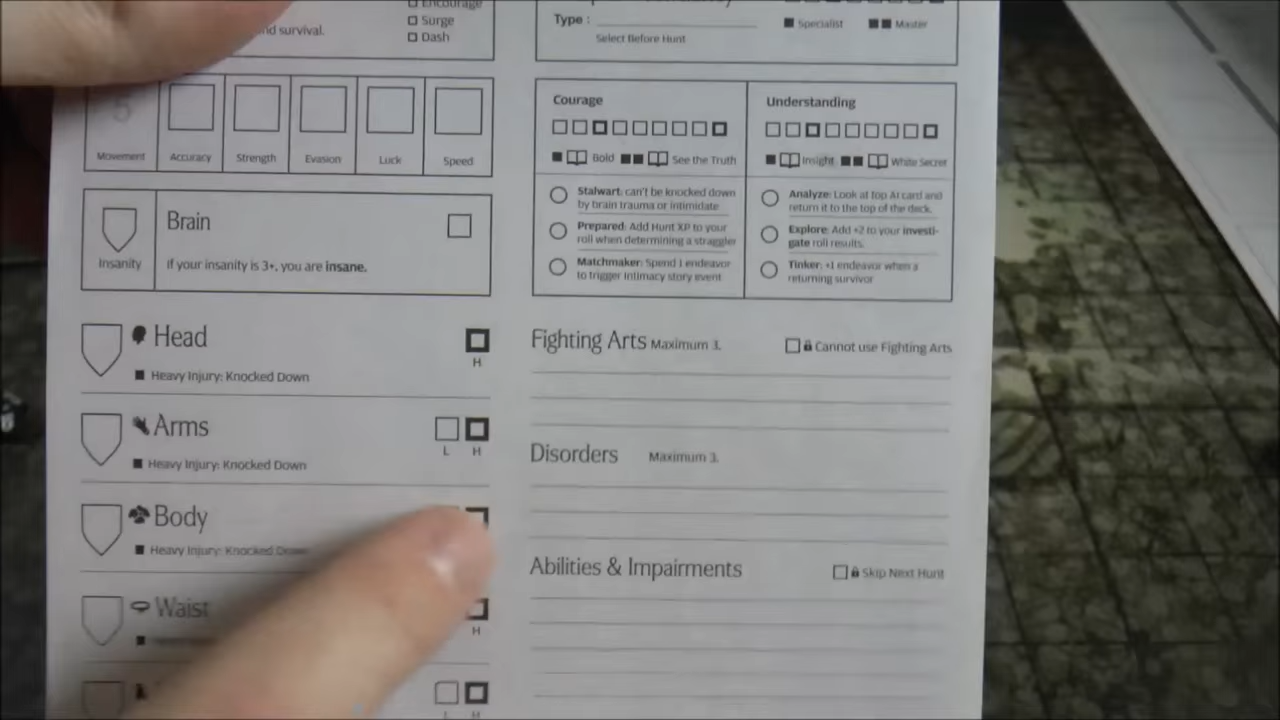 Encourage
nd survival.
Surge
Dash
Type :
Select Before Hunt
Specialist
Master
5
Movement
Accuracy
Strength
Evasion
Luck
Speed
Insanity
Brain
If your insanity is 3+, you are insane.
Head
H
Heavy Injury: Knocked Down
Arms
L H
Heavy Injury: Knocked Down
Body
Heavy Injury: Knocked Down
Waist
H
L H
Courage
Bold
See the Truth
Stalwart: can't be knocked down
by brain trauma or intimidate
Prepared: Add Hunt XP to your
roll when determining a straggler
Matchmaker: Spend 1 endeavor
to trigger Intimacy story event
Understanding
Insight
White Secret
Analyze: Look at top AI card and
return it to the top of the deck.
Explore: Add +2 to your investi-
gate roll results.
Tinker: +1 endeavor when a
returning survivor
Fighting Arts Maximum 3.
Cannot use Fighting Arts
Disorders Maximum 3.
Abilities & Impairments
Skip Next Hunt